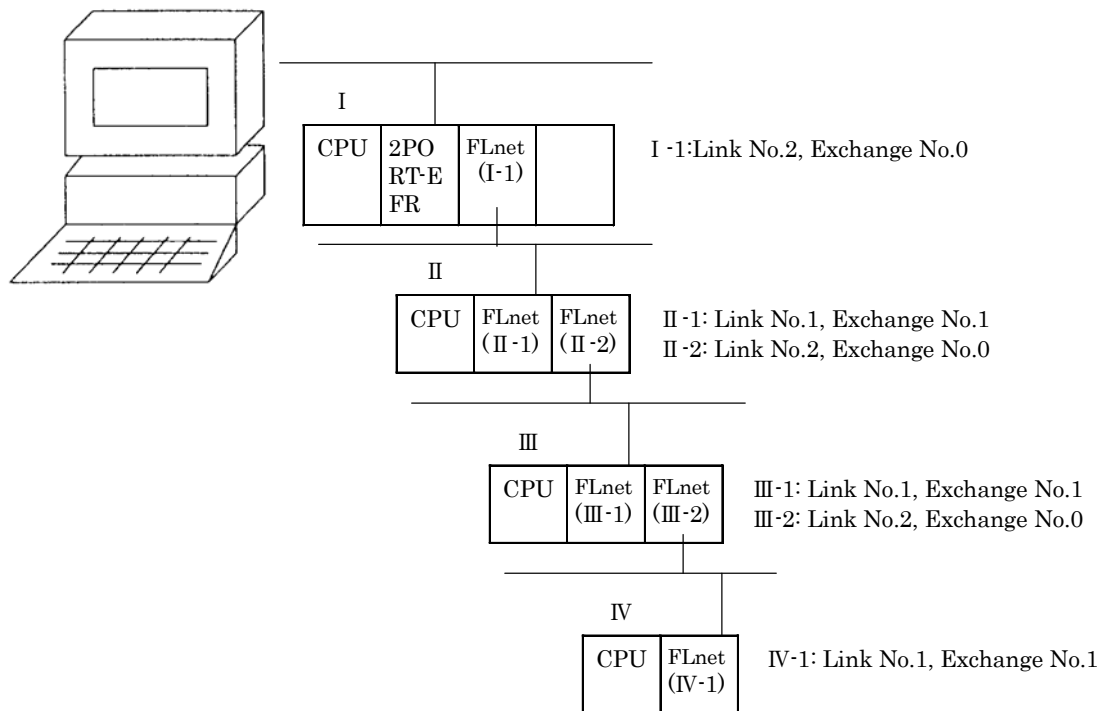 Ⅰ
CPU
2PO
RT-E
FR
FLnet
(Ⅰ-1)
Ⅰ-1:Link No.2, Exchange No.0
Ⅱ
CPU
FLnet
(Ⅱ-1)
FLnet
(Ⅱ-2)
Ⅱ-1: Link No.1, Exchange No.1
Ⅱ-2: Link No.2, Exchange No.0
Ⅲ
CPU
FLnet
(Ⅲ-1)
FLnet
(Ⅲ-2)
Ⅲ-1: Link No.1, Exchange No.1
Ⅲ-2: Link No.2, Exchange No.0
Ⅳ
CPU
FLnet
(Ⅳ-1)
Ⅳ-1: Link No.1, Exchange No.1